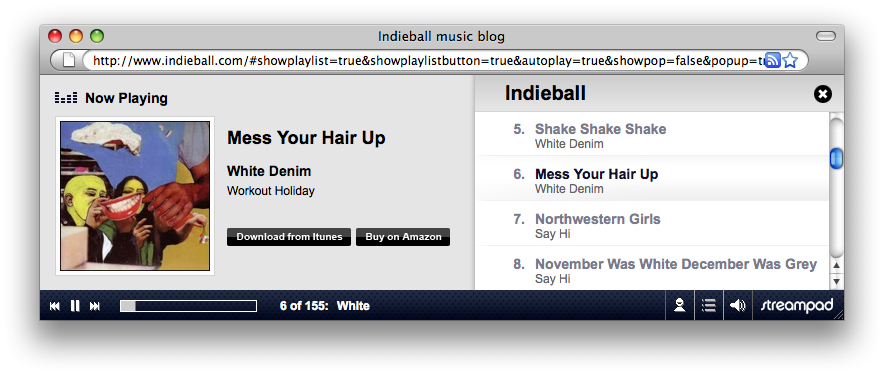 Indieball music blog
http://www.indieball.com/#showplaylist=true&showplaylistbutton=true&autoplay=true&showpop=false&popup=t
Now Playing
Mess Your Hair Up
White Denim
Workout Holiday
Download from Itunes
Buy on Amazon
Indieball
5. Shake Shake Shake
White Denim
6. Mess Your Hair Up
White Denim
7. Northwestern Girls
Say Hi
8. November Was White December Was Grey
Say Hi
6 of 155: White
streampad